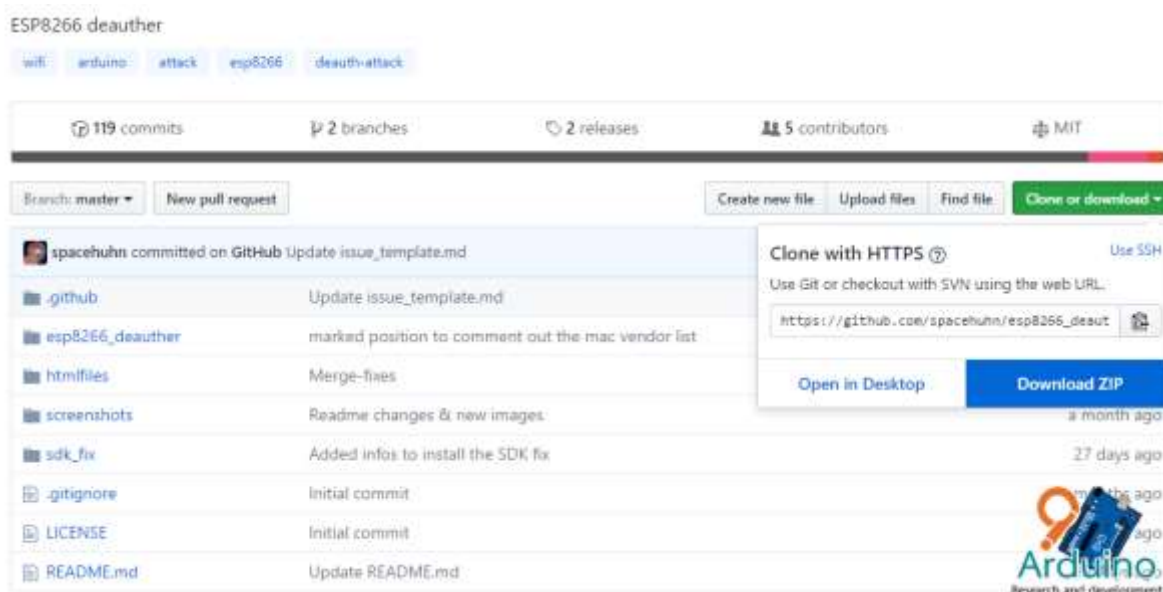 ESP8266 deauther
wifi arduino attack esp8266 deauth-attack
119 commits 2 branches 2 releases 5 contributors MIT
Branch: master New pull request Create new file Upload files Find file Clone or download
spacehuhn committed on GitHub Update issue_template.md
Clone with HTTPS ? Use SSH
Use Git or checkout with SVN using the web URL.
https://github.com/spacehuhn/esp8266_deaut
Open in Desktop Download ZIP
.github Update issue_template.md
esp8266_deauther marked position to comment out the mac vendor list
htmlfiles Merge-fixes
screenshots Readme changes & new images a month ago
sdk_fix Added infos to install the SDK fix 27 days ago
.gitignore Initial commit ago
LICENSE Initial commit ago
README.md Update README.md
Arduino
Research and development